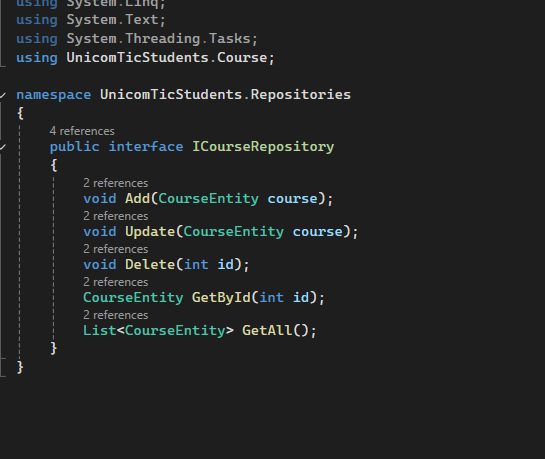 using System.Linq;
using System.Text;
using System.Threading.Tasks;
using UnicomTicStudents.Course;
namespace UnicomTicStudents.Repositories
{
4 references
public interface ICourseRepository
{
2 references
void Add(CourseEntity course);
2 references
void Update(CourseEntity course);
2 references
void Delete(int id);
2 references
CourseEntity GetById(int id);
2 references
List<CourseEntity> GetAll();
}
}